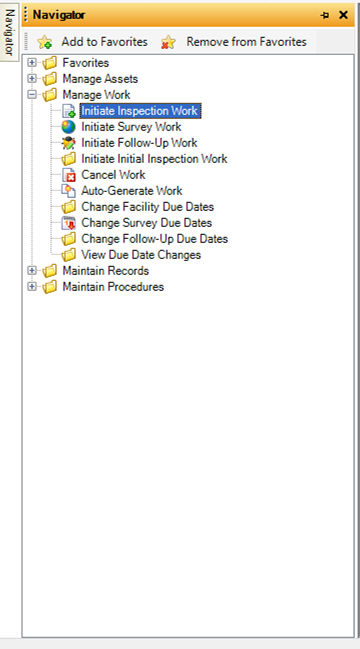 Navigator
Navigator
Add to Favorites Remove from Favorites
Favorites
Manage Assets
Manage Work
Initiate Inspection Work
Initiate Survey Work
Initiate Follow-Up Work
Initiate Initial Inspection Work
Cancel Work
Auto-Generate Work
Change Facility Due Dates
Change Survey Due Dates
Change Follow-Up Due Dates
View Due Date Changes
Maintain Records
Maintain Procedures